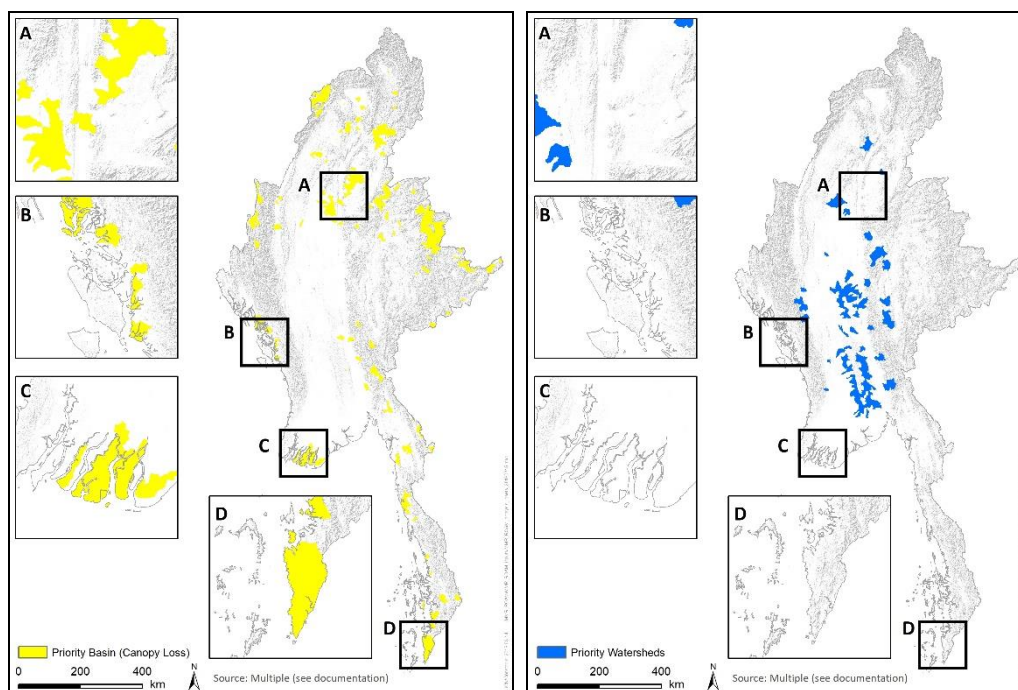 A
B
C
D
A
B
C
D
Priority Basin (Canopy Loss)
0 200 400
km
N
Source: Multiple (see documentation)
A
B
C
D
A
B
C
D
Priority Watersheds
0 200 400
km
N
Source: Multiple (see documentation)